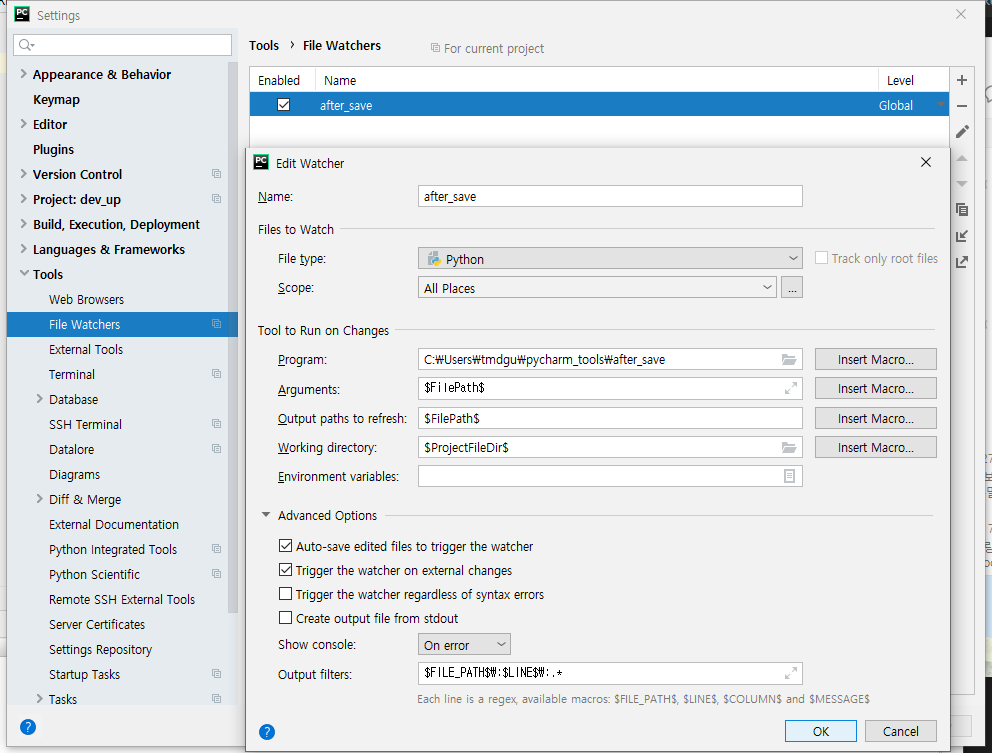 PC Settings
Tools › File Watchers For current project
Appearance & Behavior
Keymap
Editor
Plugins
Version Control
Project: dev_up
Build, Execution, Deployment
Languages & Frameworks
Tools
Web Browsers
File Watchers
External Tools
Terminal
Database
SSH Terminal
Datalore
Diagrams
Diff & Merge
External Documentation
Python Integrated Tools
Python Scientific
Remote SSH External Tools
Server Certificates
Settings Repository
Startup Tasks
Tasks
?
Enabled Name Level
after_save Global
PC Edit Watcher
Name: after_save
Files to Watch
File type: Python Track only root files
Scope: All Places ...
Tool to Run on Changes
Program: C:₩Users₩tmdgu₩pycharm_tools₩after_save Insert Macro...
Arguments: $FilePath$ Insert Macro...
Output paths to refresh: $FilePath$ Insert Macro...
Working directory: $ProjectFileDir$ Insert Macro...
Environment variables:
Advanced Options
Auto-save edited files to trigger the watcher
Trigger the watcher on external changes
Trigger the watcher regardless of syntax errors
Create output file from stdout
Show console: On error
Output filters: $FILE_PATH$₩:$LINE$₩:.*
Each line is a regex, available macros: $FILE_PATH$, $LINE$, $COLUMN$ and $MESSAGE$
? OK Cancel